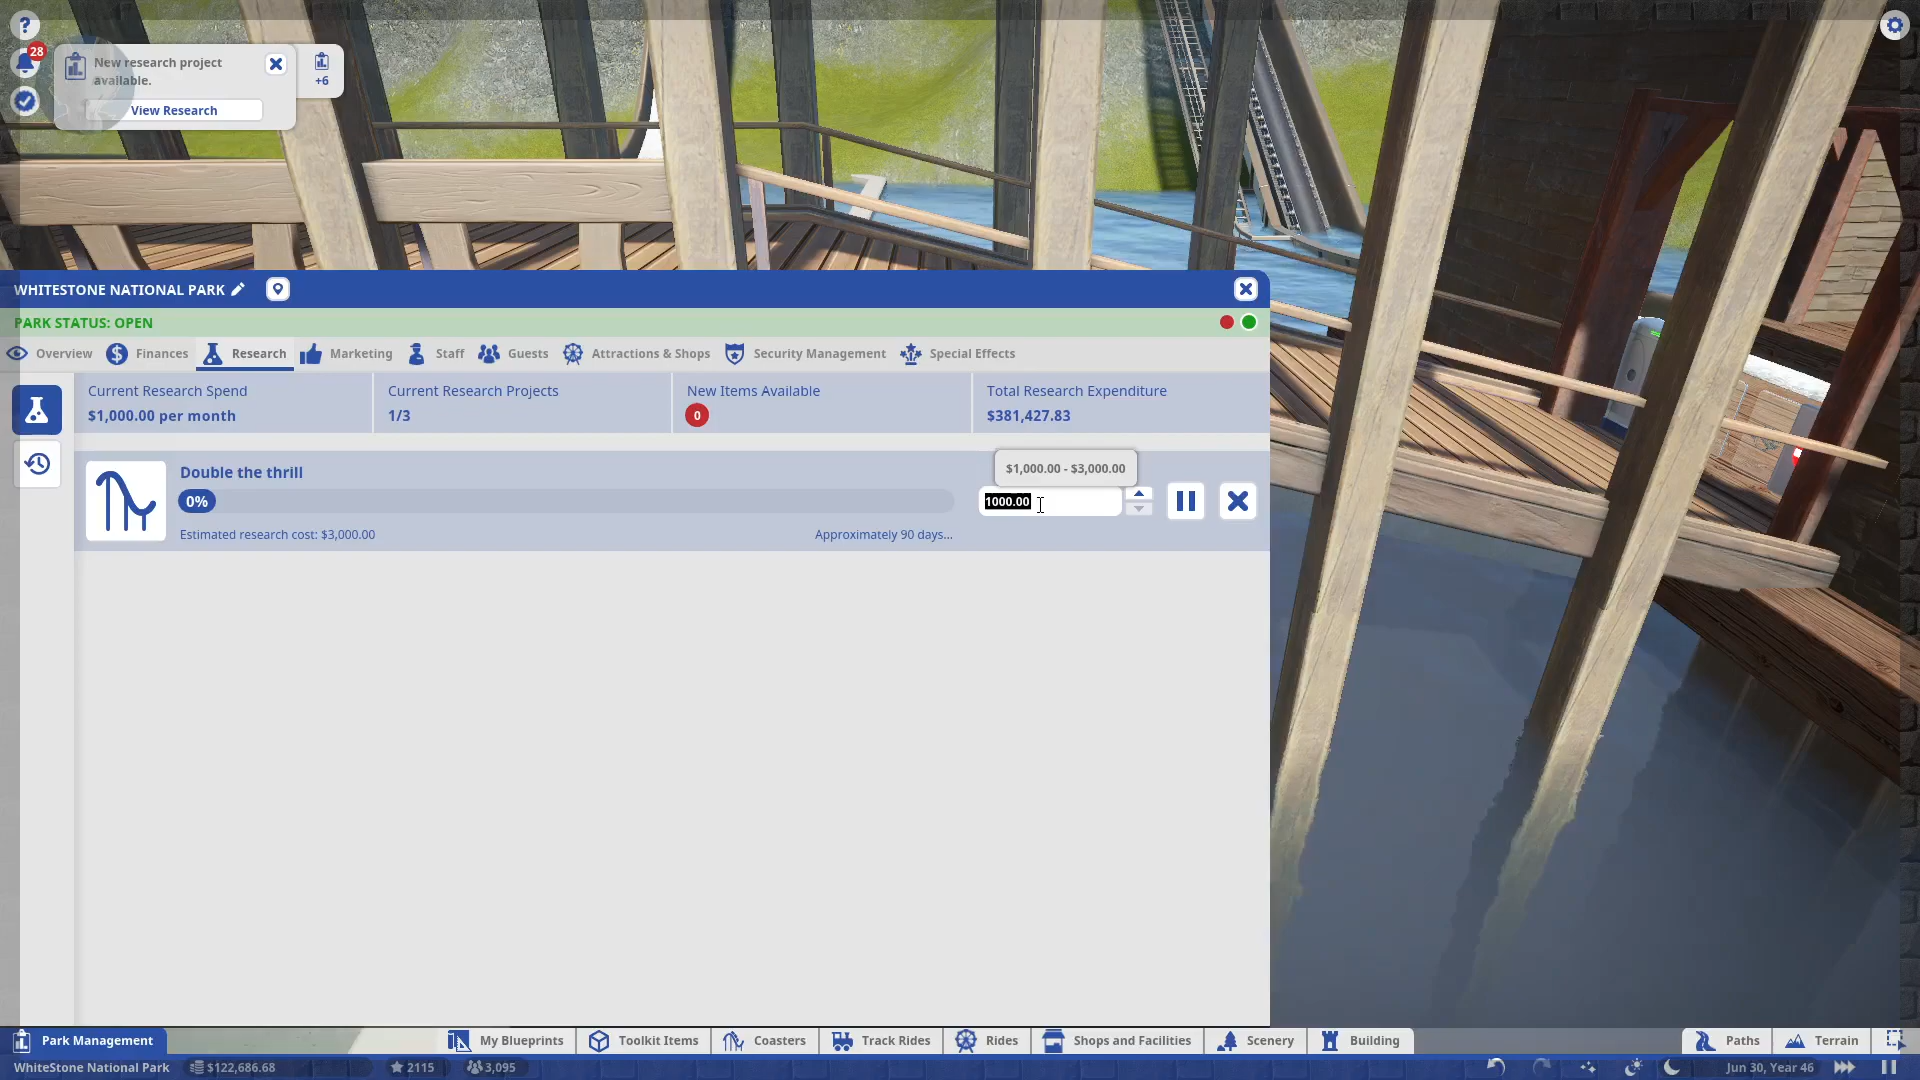 ?
28
New research project
available.
View Research
+6
WHITESTONE NATIONAL PARK
PARK STATUS: OPEN
Overview
Finances
Research
Marketing
Staff
Guests
Attractions & Shops
Security Management
Special Effects
Current Research Spend
$1,000.00 per month
Current Research Projects
1/3
New Items Available
0
Total Research Expenditure
$381,427.83
Double the thrill
0%
Estimated research cost: $3,000.00
Approximately 90 days...
$1,000.00 - $3,000.00
1000.00
Park Management
My Blueprints
Toolkit Items
Coasters
Track Rides
Rides
Shops and Facilities
Scenery
Building
Paths
Terrain
WhiteStone National Park
$122,686.68
2115
3,095
Jun 30, Year 46